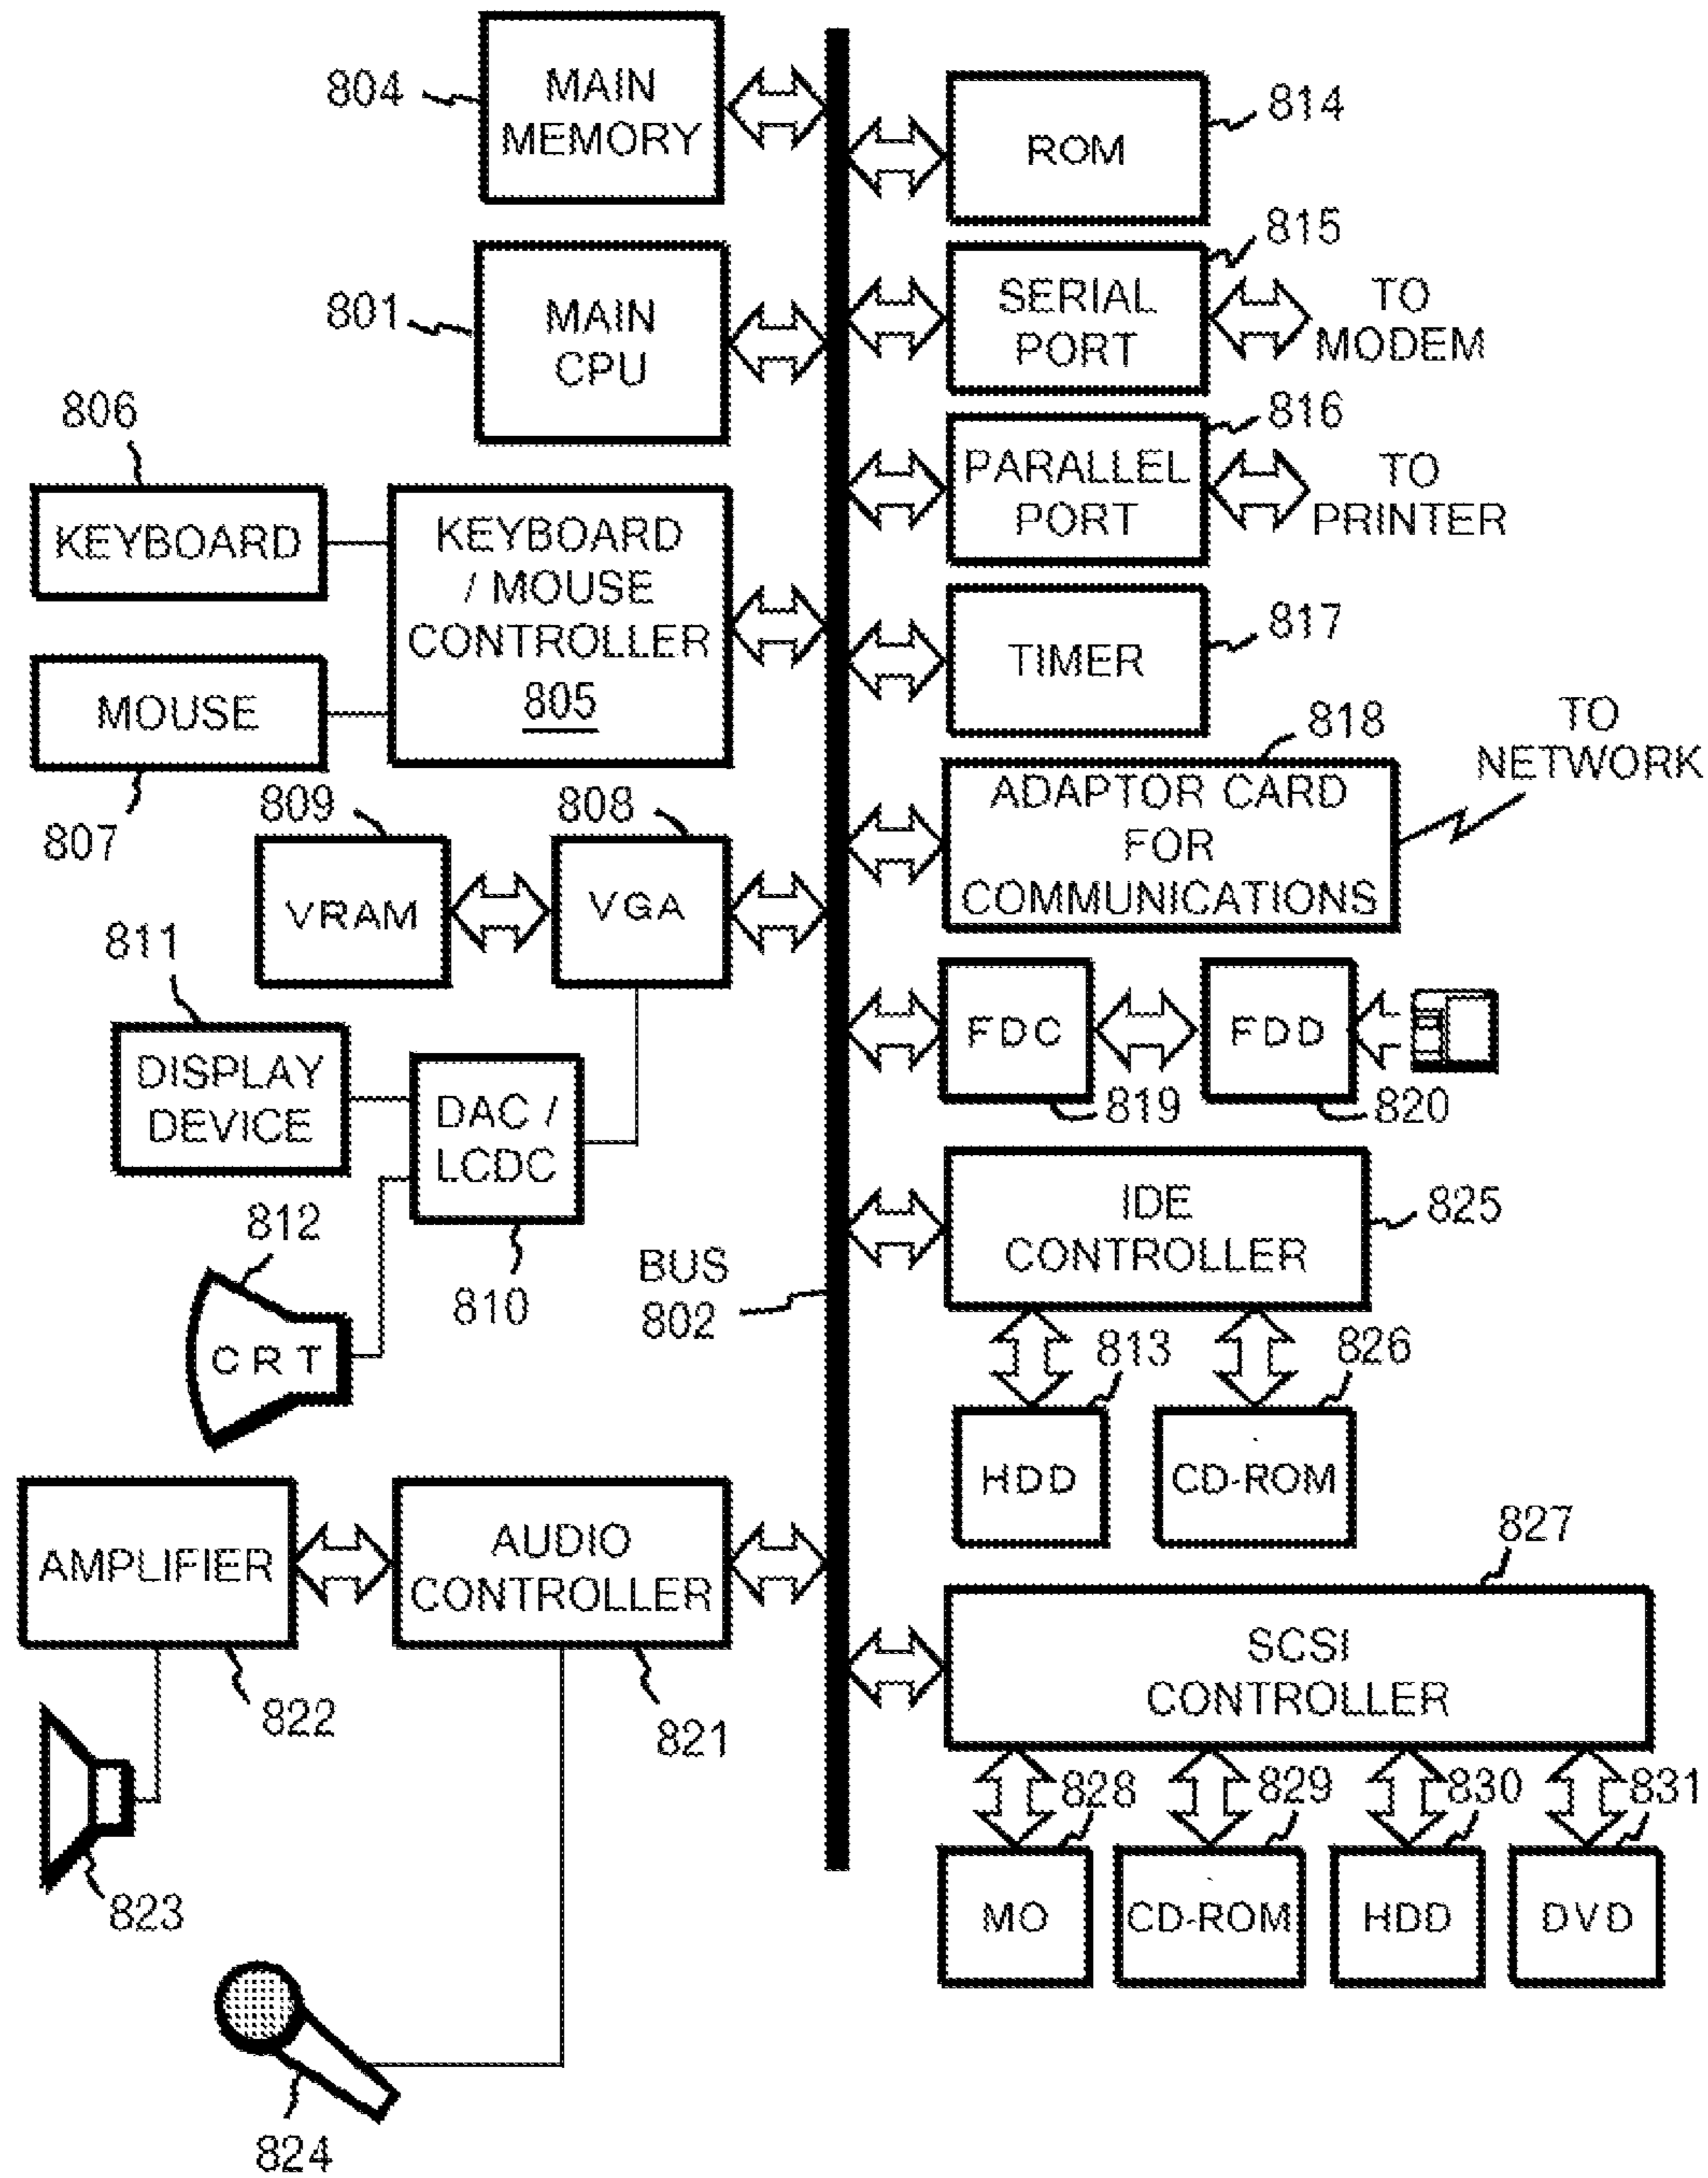 804
MAIN
MEMORY
814
ROM
815
SERIAL
PORT
TO
MODEM
801
MAIN
CPU
816
PARALLEL
PORT
TO
PRINTER
806
KEYBOARD
KEYBOARD
/ MOUSE
CONTROLLER
805
MOUSE
807
817
TIMER
818
TO
NETWORK
ADAPTOR CARD
FOR
COMMUNICATIONS
809
VRAM
808
VGA
811
DISPLAY
DEVICE
DAC /
LCDC
810
812
CRT
FDC
819
FDD
820
BUS
802
IDE
CONTROLLER
825
813
HDD
826
CD-ROM
AMPLIFIER
822
AUDIO
CONTROLLER
821
823
824
827
SCSI
CONTROLLER
828
829
830
831
MO
CD-ROM
HDD
DVD